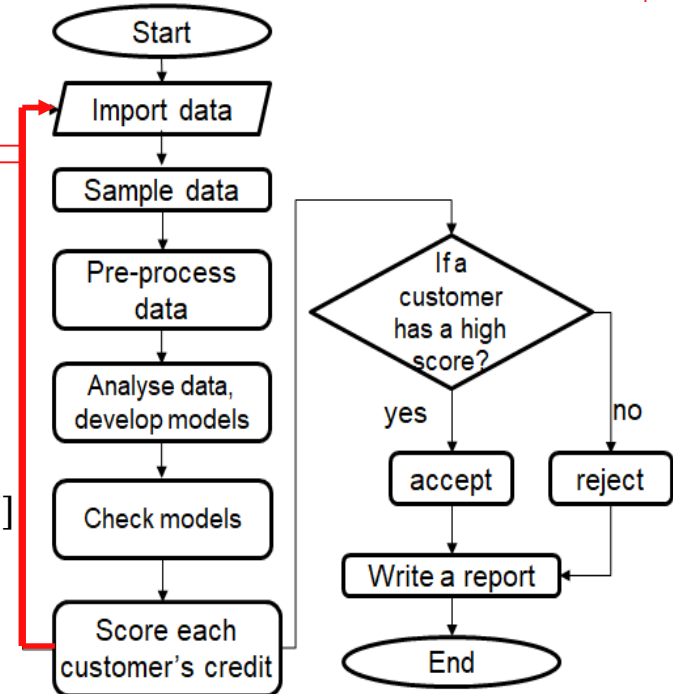 Start
Import data
Sample data
Pre-process
data
Analyse data,
develop models
]
Check models
Score each
customer's credit
If a
customer
has a high
score?
yes
no
accept
reject
Write a report
End